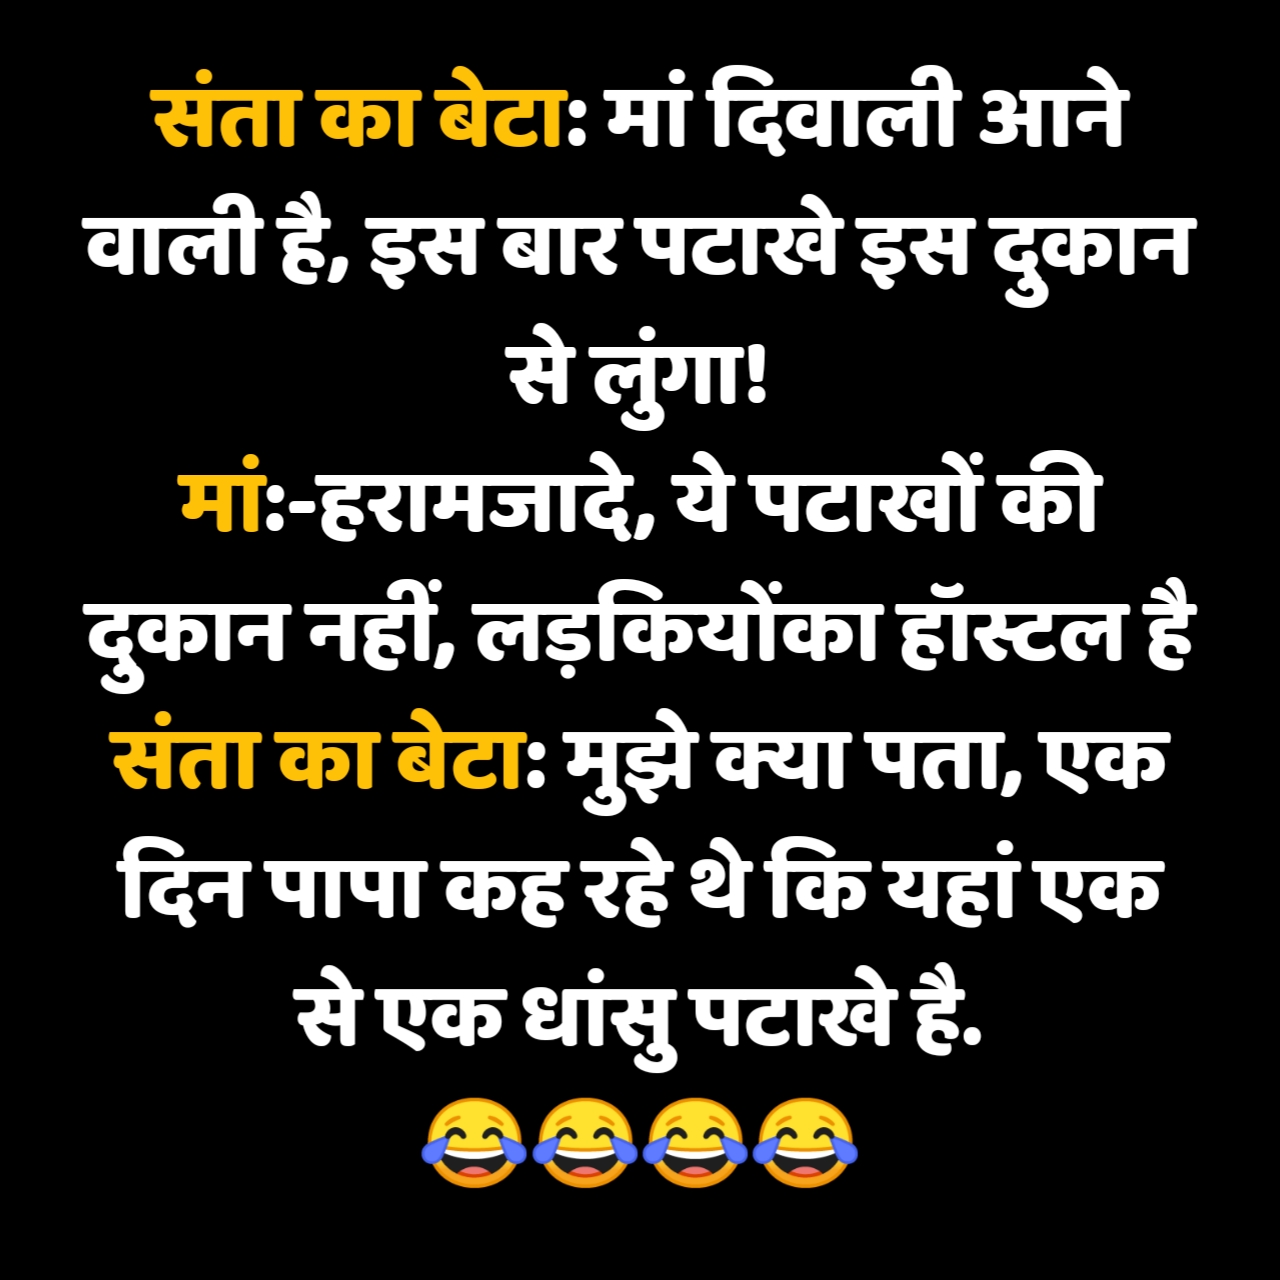 संता का बेटा: मां दिवाली आने
वाली है, इस बार पटाखे इस दुकान
से लुंगा!
मां:-हरामजादे, ये पटाखों की
दुकान नहीं, लड़कियोंका हॉस्टल है
संता का बेटा: मुझे क्या पता, एक
दिन पापा कह रहे थे कि यहां एक
से एक धांसु पटाखे है.
😂😂😂😂